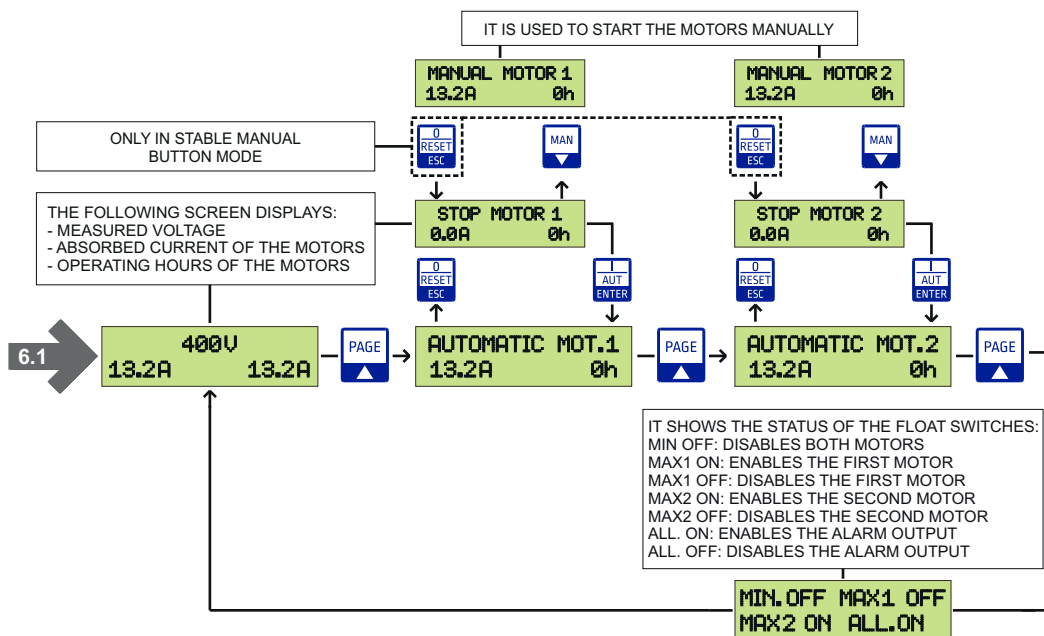 IT IS USED TO START THE MOTORS MANUALLY
MANUAL MOTOR 1
13.2A 0h
MANUAL MOTOR 2
13.2A 0h
ONLY IN STABLE MANUAL
BUTTON MODE
0
RESET
ESC
MAN
0
RESET
ESC
MAN
THE FOLLOWING SCREEN DISPLAYS:
- MEASURED VOLTAGE
- ABSORBED CURRENT OF THE MOTORS
- OPERATING HOURS OF THE MOTORS
STOP MOTOR 1
0.0A 0h
STOP MOTOR 2
0.0A 0h
0
RESET
ESC
I
AUT
ENTER
0
RESET
ESC
I
AUT
ENTER
6.1
400V
13.2A 13.2A
PAGE
AUTOMATIC MOT.1
13.2A 0h
PAGE
AUTOMATIC MOT.2
13.2A 0h
PAGE
IT SHOWS THE STATUS OF THE FLOAT SWITCHES:
MIN OFF: DISABLES BOTH MOTORS
MAX1 ON: ENABLES THE FIRST MOTOR
MAX1 OFF: DISABLES THE FIRST MOTOR
MAX2 ON: ENABLES THE SECOND MOTOR
MAX2 OFF: DISABLES THE SECOND MOTOR
ALL. ON: ENABLES THE ALARM OUTPUT
ALL. OFF: DISABLES THE ALARM OUTPUT
MIN.OFF MAX1 OFF
MAX2 ON ALL.ON